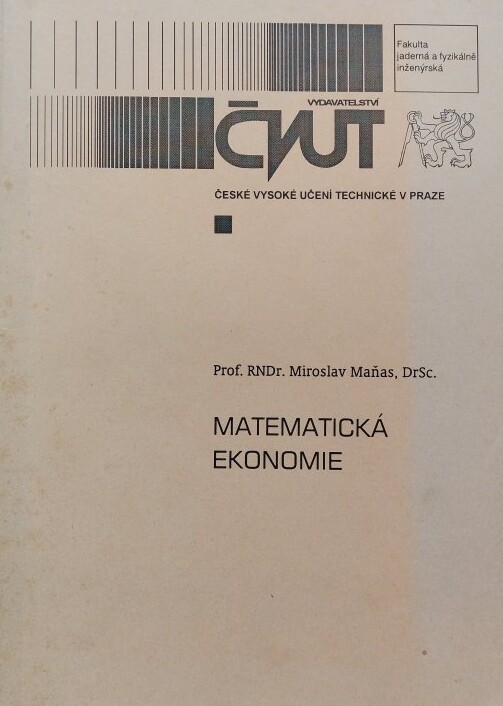 Fakulta
jaderná a fyzikálně
inženýrská
VYDAVATELSTVÍ
ČVUT
ČESKÉ VYSOKÉ UČENÍ TECHNICKÉ V PRAZE
Prof. RNDr. Miroslav Maňas, DrSc.
MATEMATICKÁ
EKONOMIE